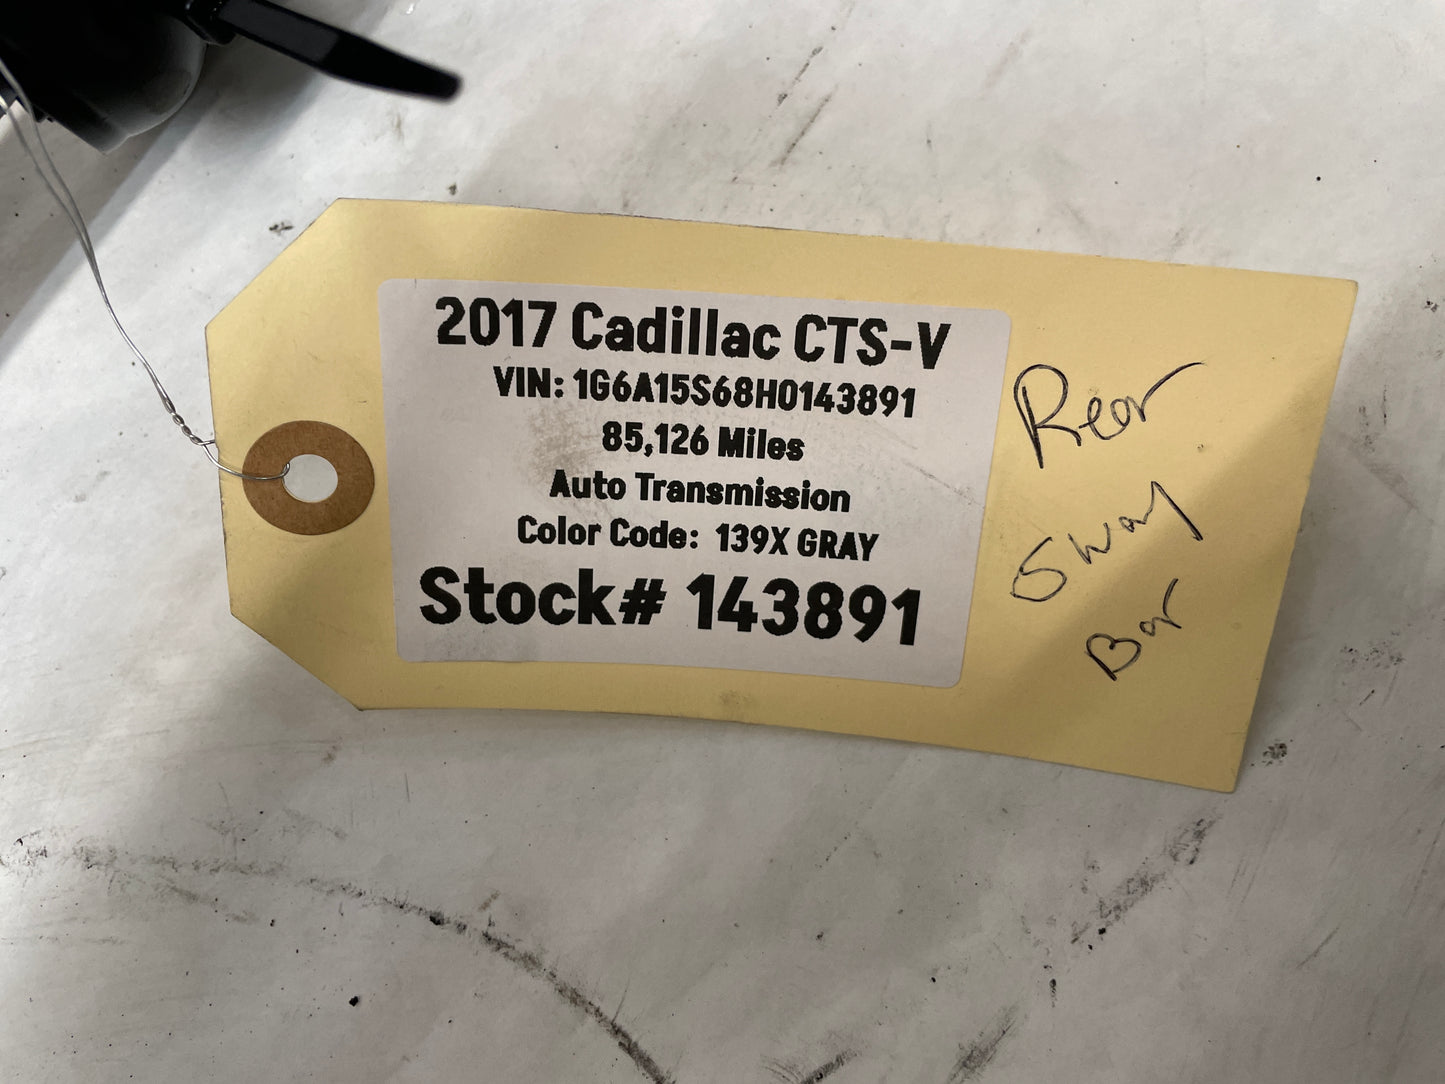 2017 Cadillac CTS-V
VIN: 1G6A15S68H0143891
85,126 Miles
Auto Transmission
Color Code: 139X GRAY
Stock# 143891
Rear
Sway
Bar